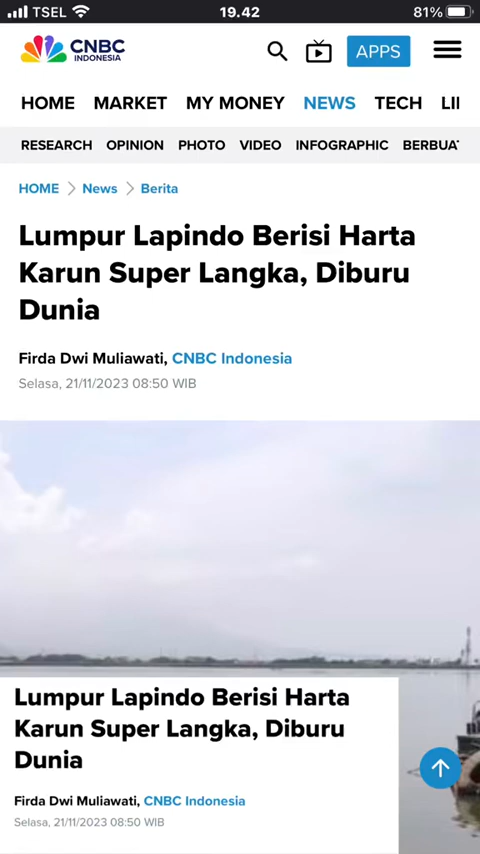 TSEL 19.42 81%
CNBC
INDONESIA
APPS
HOME MARKET MY MONEY NEWS TECH LII
RESEARCH OPINION PHOTO VIDEO INFOGRAPHIC BERBUAT
HOME > News > Berita
Lumpur Lapindo Berisi Harta
Karun Super Langka, Diburu
Dunia
Firda Dwi Muliawati, CNBC Indonesia
Selasa, 21/11/2023 08:50 WIB
Lumpur Lapindo Berisi Harta
Karun Super Langka, Diburu
Dunia
Firda Dwi Muliawati, CNBC Indonesia
Selasa, 21/11/2023 08:50 WIB